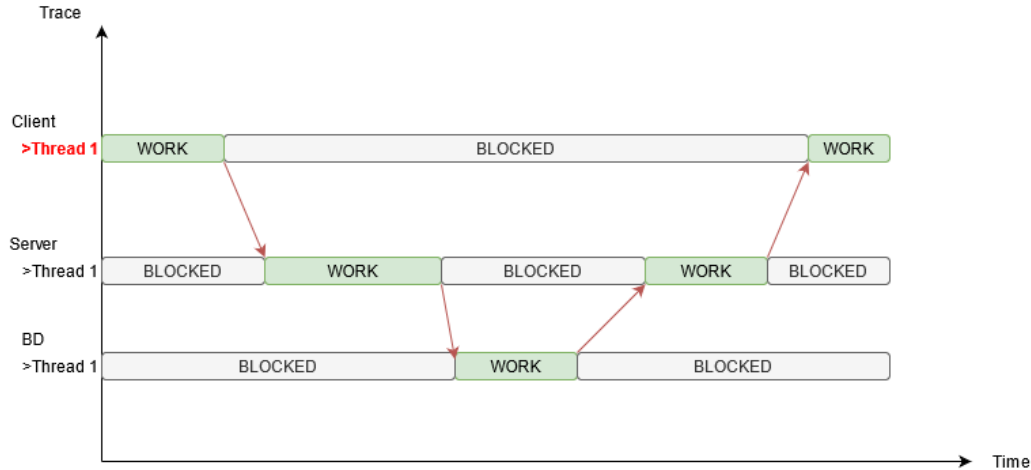 Trace
Client
>Thread 1 WORK BLOCKED WORK
Server
>Thread 1 BLOCKED WORK BLOCKED WORK BLOCKED
BD
>Thread 1 BLOCKED WORK BLOCKED
Time